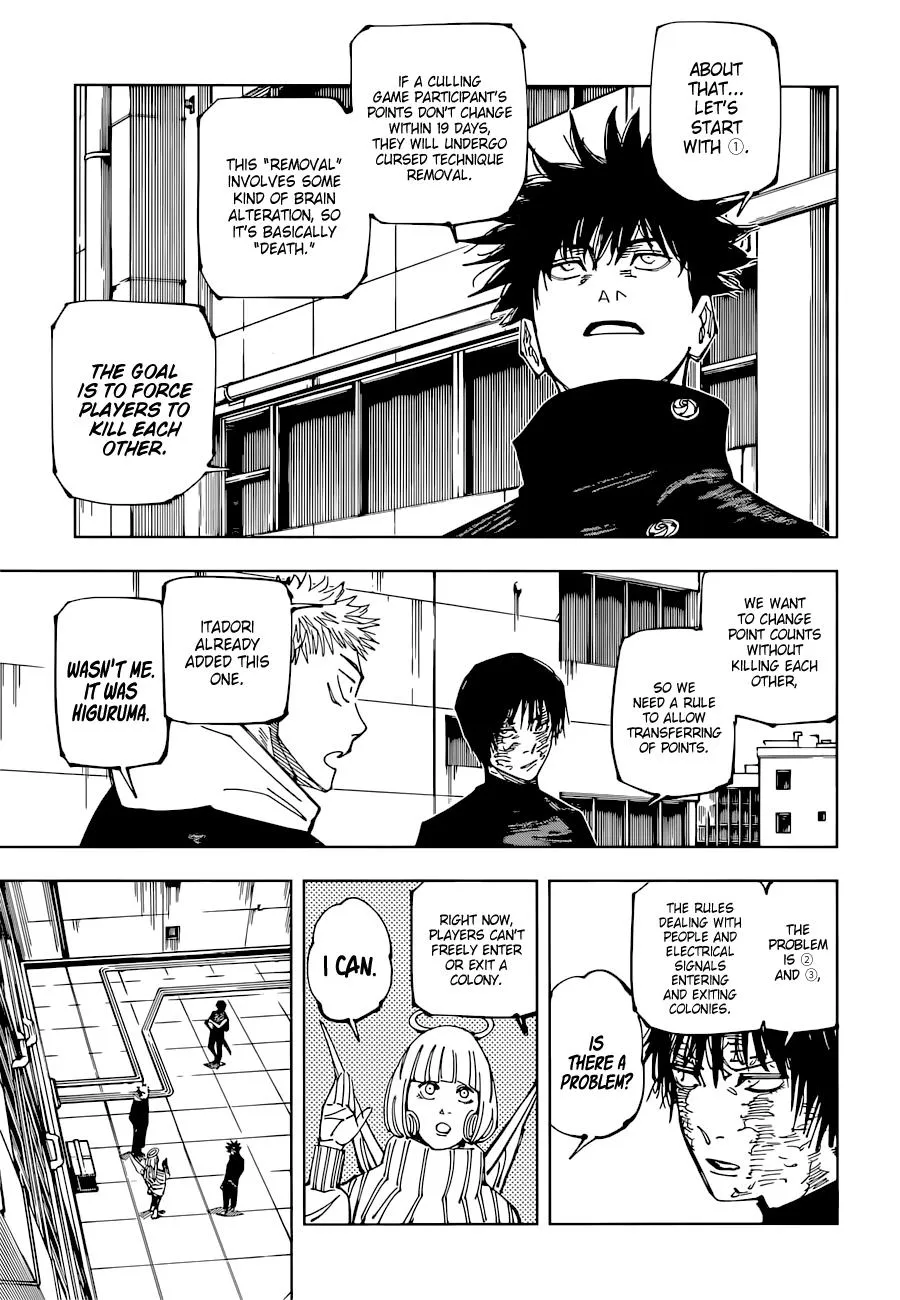 ABOUT
THAT...
LET'S
START
WITH ①.
IF A CULLING
GAME PARTICIPANT'S
POINTS DON'T CHANGE
WITHIN 19 DAYS,
THEY WILL UNDERGO
CURSED TECHNIQUE
REMOVAL.
THIS "REMOVAL"
INVOLVES SOME
KIND OF BRAIN
ALTERATION, SO
IT'S BASICALLY
"DEATH."
THE GOAL
IS TO FORCE
PLAYERS TO
KILL EACH
OTHER.
WE WANT
TO CHANGE
POINT COUNTS
WITHOUT
KILLING EACH
OTHER,
SO WE
NEED A RULE
TO ALLOW
TRANSFERRING
OF POINTS.
ITADORI
ALREADY
ADDED THIS
ONE.
WASN'T ME.
IT WAS
HIGURUMA.
THE
PROBLEM
IS ②
AND ③,
THE RULES
DEALING WITH
PEOPLE AND
ELECTRICAL
SIGNALS
ENTERING
AND EXITING
COLONIES.
IS
THERE A
PROBLEM?
RIGHT NOW,
PLAYERS CAN'T
FREELY ENTER
OR EXIT A
COLONY.
I CAN.